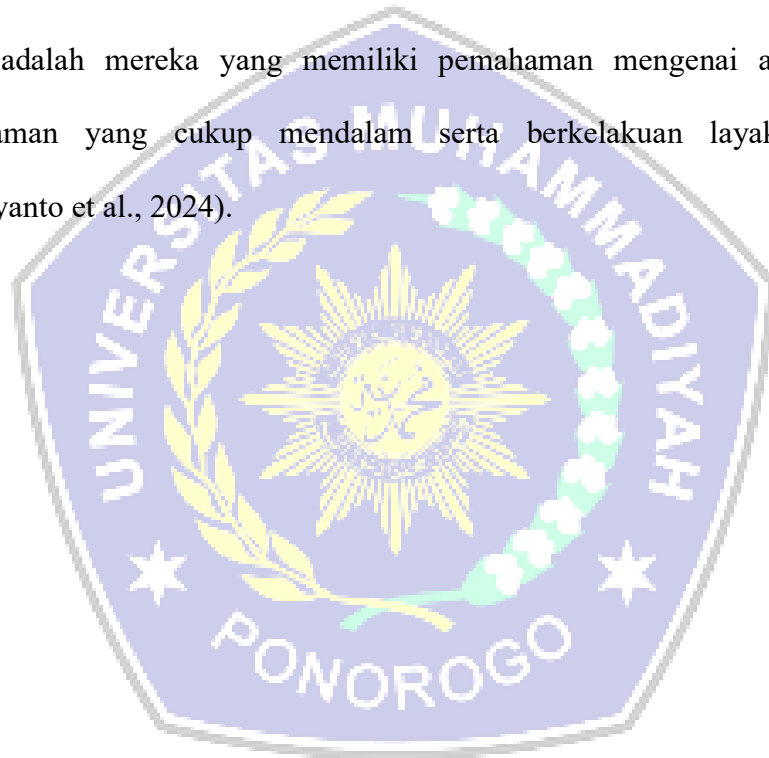 adalah mereka yang memiliki pemahaman mengenai a
aman yang cukup mendalam serta berkelakuan layak
yanto et al., 2024).
UNIVERSITAS MUHAMMADIYAH
PONOROGO